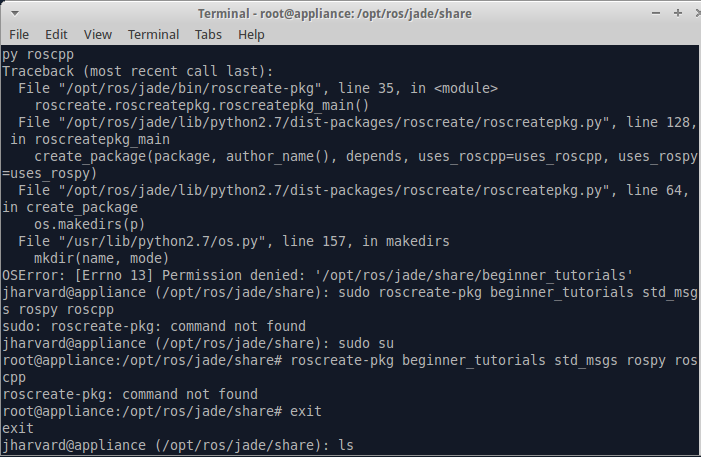 Terminal - root@appliance: /opt/ros/jade/share
File Edit View Terminal Tabs Help
py roscpp
Traceback (most recent call last):
  File "/opt/ros/jade/bin/roscreate-pkg", line 35, in <module>
    roscreate.roscreatepkg.roscreatepkg_main()
  File "/opt/ros/jade/lib/python2.7/dist-packages/roscreate/roscreatepkg.py", line 128,
 in roscreatepkg_main
    create_package(package, author_name(), depends, uses_roscpp=uses_roscpp, uses_rospy
=uses_rospy)
  File "/opt/ros/jade/lib/python2.7/dist-packages/roscreate/roscreatepkg.py", line 64,
in create_package
    os.makedirs(p)
  File "/usr/lib/python2.7/os.py", line 157, in makedirs
    mkdir(name, mode)
OSError: [Errno 13] Permission denied: '/opt/ros/jade/share/beginner_tutorials'
jharvard@appliance (/opt/ros/jade/share): sudo roscreate-pkg beginner_tutorials std_msg
s rospy roscpp
sudo: roscreate-pkg: command not found
jharvard@appliance (/opt/ros/jade/share): sudo su
root@appliance:/opt/ros/jade/share# roscreate-pkg beginner_tutorials std_msgs rospy ros
cpp
roscreate-pkg: command not found
root@appliance:/opt/ros/jade/share# exit
exit
jharvard@appliance (/opt/ros/jade/share): ls